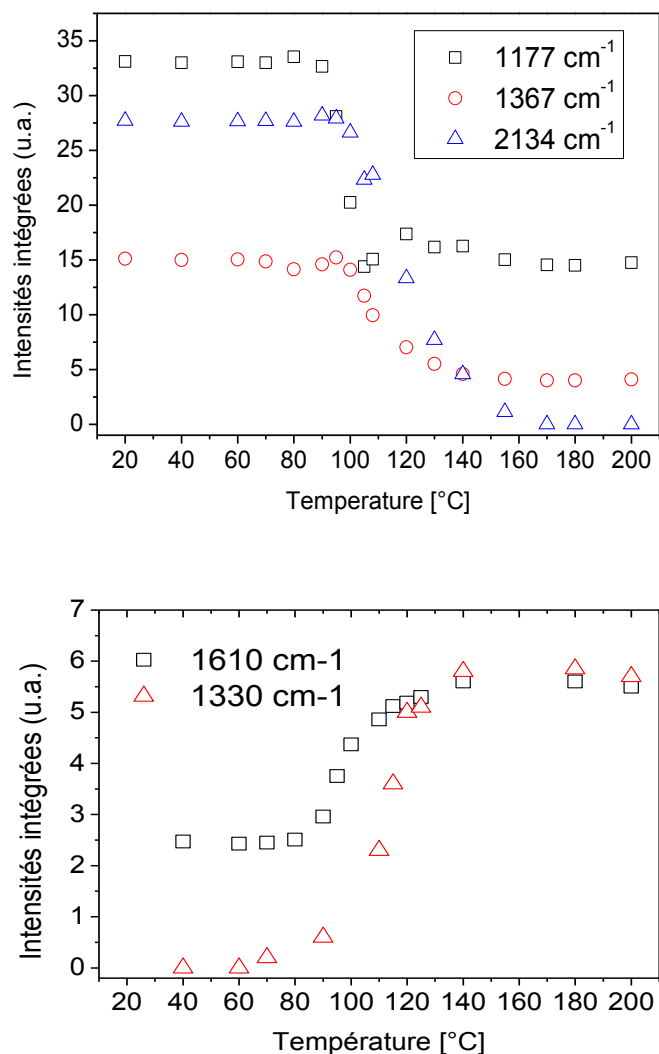 35
30
25
20
15
10
5
0
Intensités intégrées (u.a.)
1177 cm-1
1367 cm-1
2134 cm-1
20 40 60 80 100 120 140 160 180 200
Temperature [°C]
7
6
5
4
3
2
1
0
Intensités intégrées (u.a.)
1610 cm-1
1330 cm-1
20 40 60 80 100 120 140 160 180 200
Température [°C]